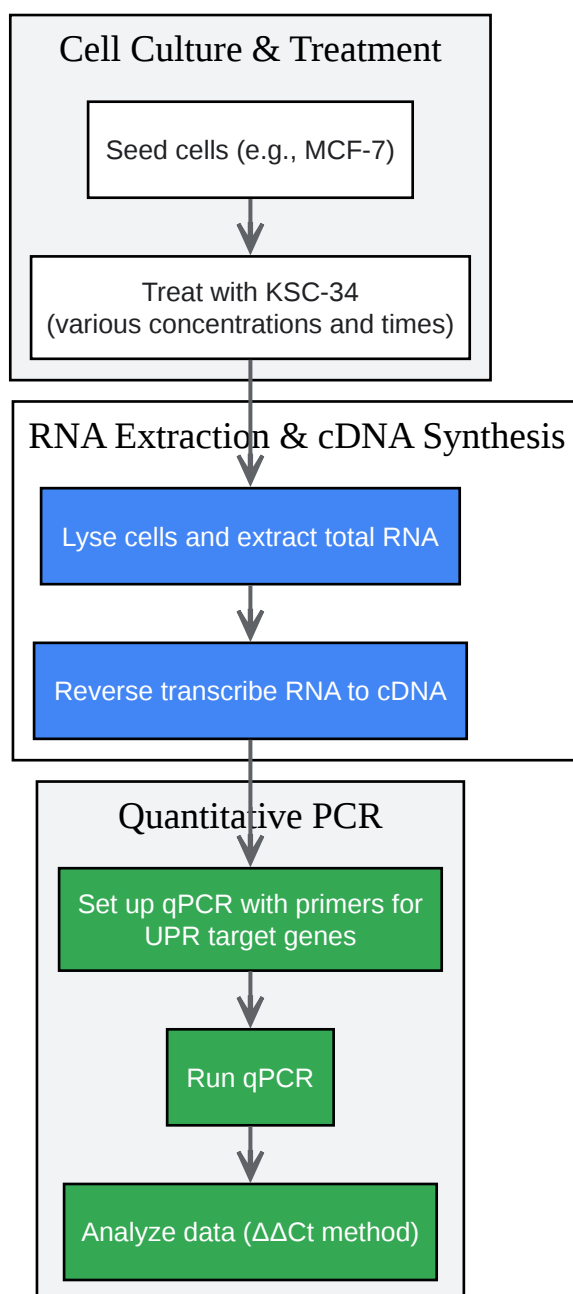 Cell Culture & Treatment
Seed cells (e.g., MCF-7)
Treat with KSC-34
(various concentrations and times)
RNA Extraction & cDNA Synthesis
Lyse cells and extract total RNA
Reverse transcribe RNA to cDNA
Quantitative PCR
Set up qPCR with primers for
UPR target genes
Run qPCR
Analyze data (ΔΔCt method)